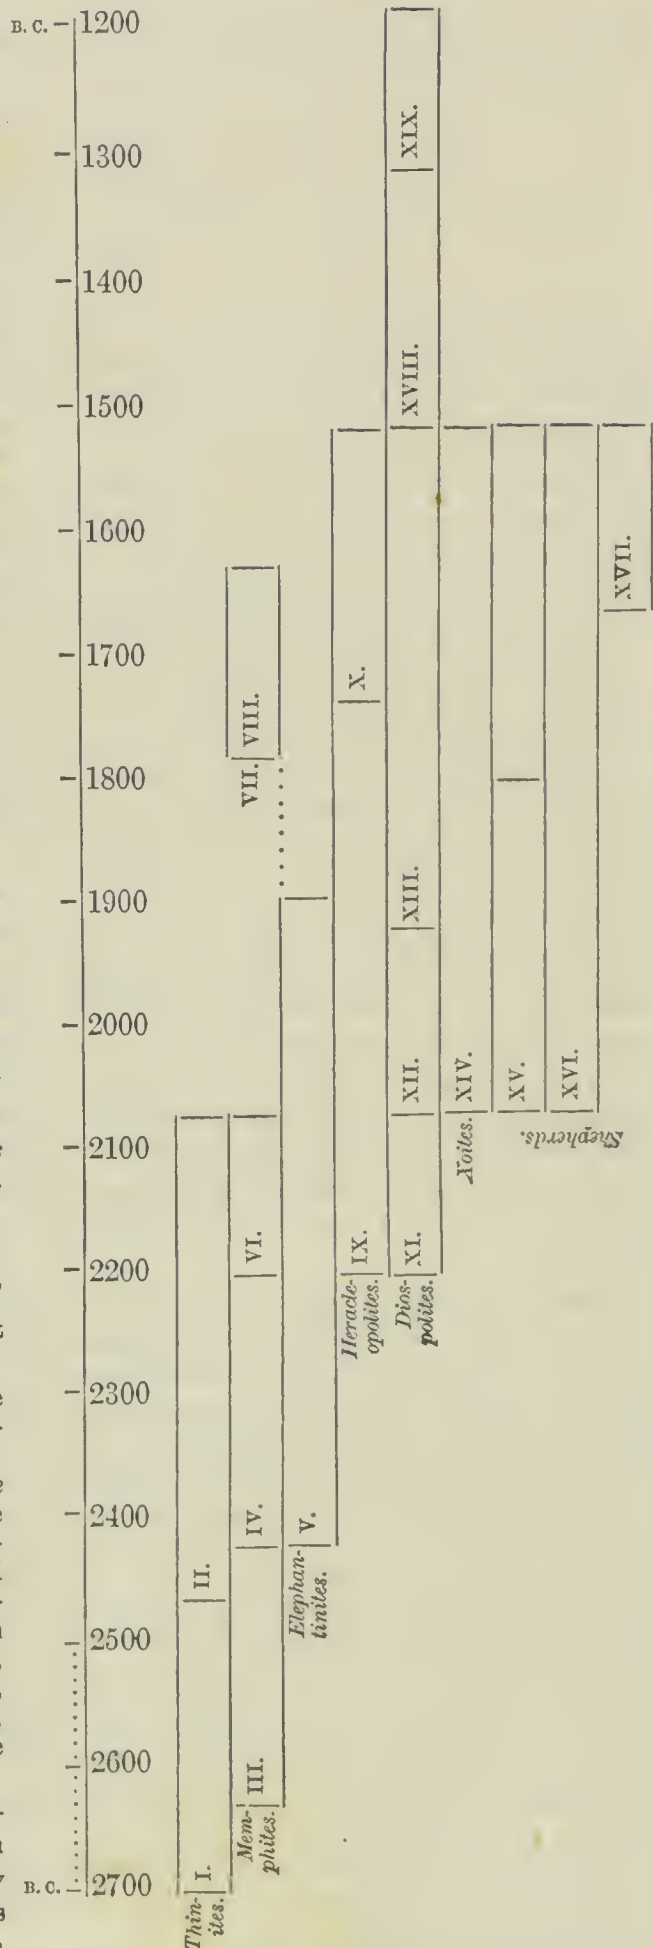 B.C. 1200
1300
1400
1500
1600
1700
1800
1900
2000
2100
2200
2300
2400
2500
2600
B.C. 2700
Thin-
ites.
I.
II.
Mem-
phites.
III.
IV.
VI.
VII.
VIII.
Elephan-
tinites.
V.
Heracle-
opolites.
IX.
X.
Dios-
polites.
XI.
XII.
XIII.
XVIII.
XIX.
Xoites.
XIV.
Shepherds.
XV.
XVI.
XVII.